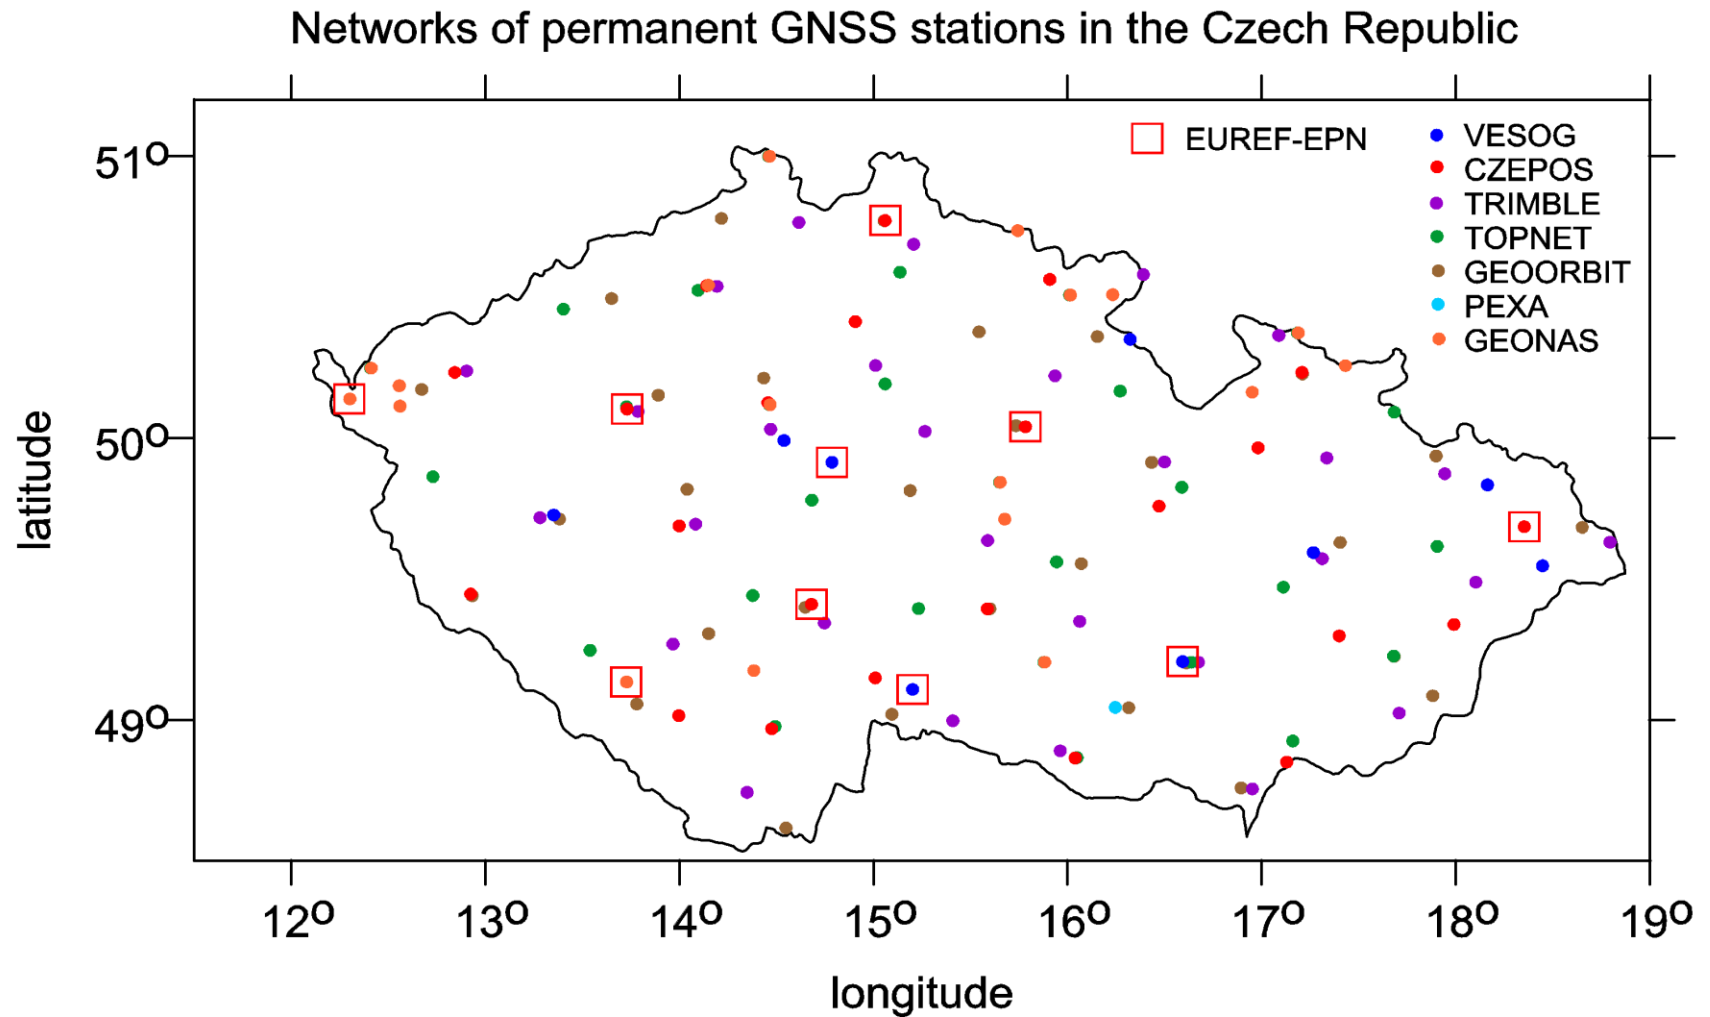 Networks of permanent GNSS stations in the Czech Republic
EUREF-EPN
VESOG
CZEPOS
TRIMBLE
TOPNET
GEOORBIT
PEXA
GEONAS
51º
50º
49º
latitude
12º 13º 14º 15º 16º 17º 18º 19º
longitude